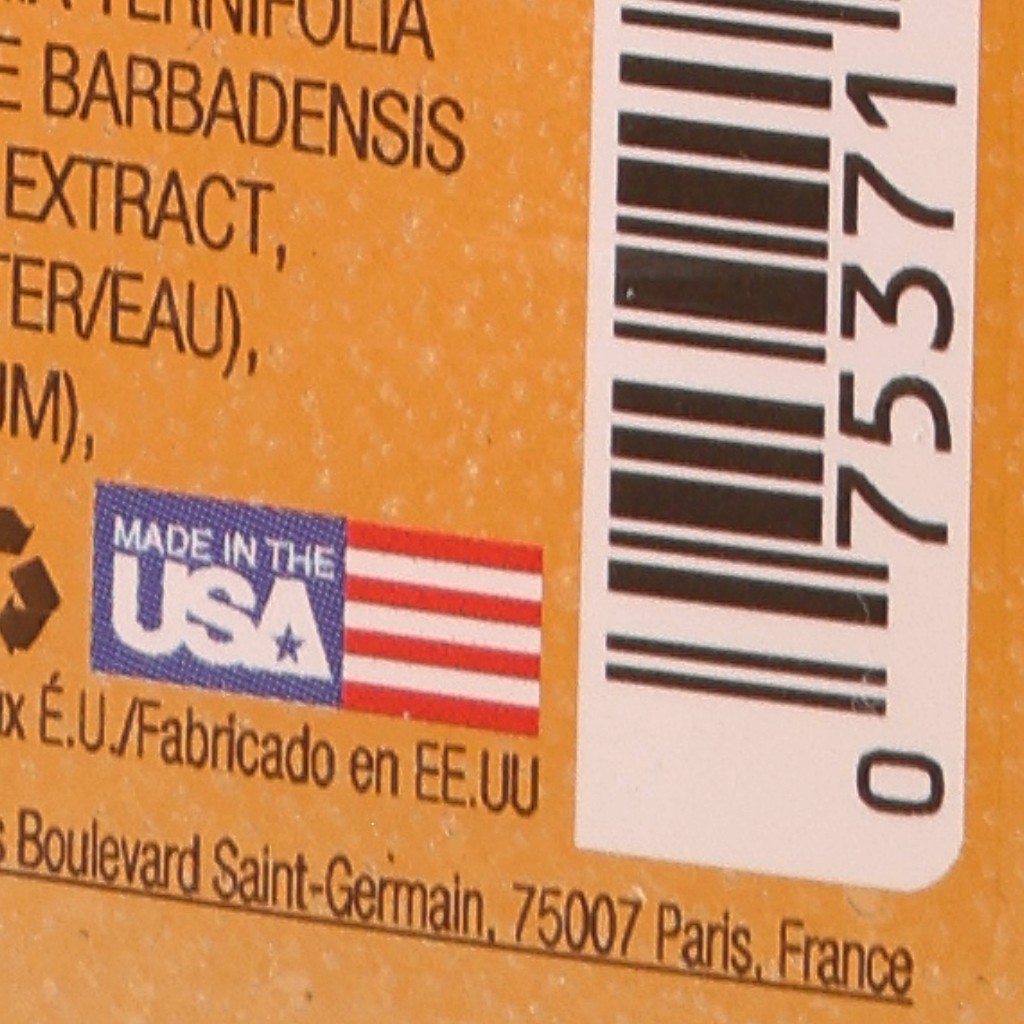 TERNIFOLIA
BARBADENSIS
EXTRACT,
TER/EAU),
UM),
MADE IN THE
USA
É.U./Fabricado en EE.UU
Boulevard Saint-Germain, 75007 Paris, France
0 75371